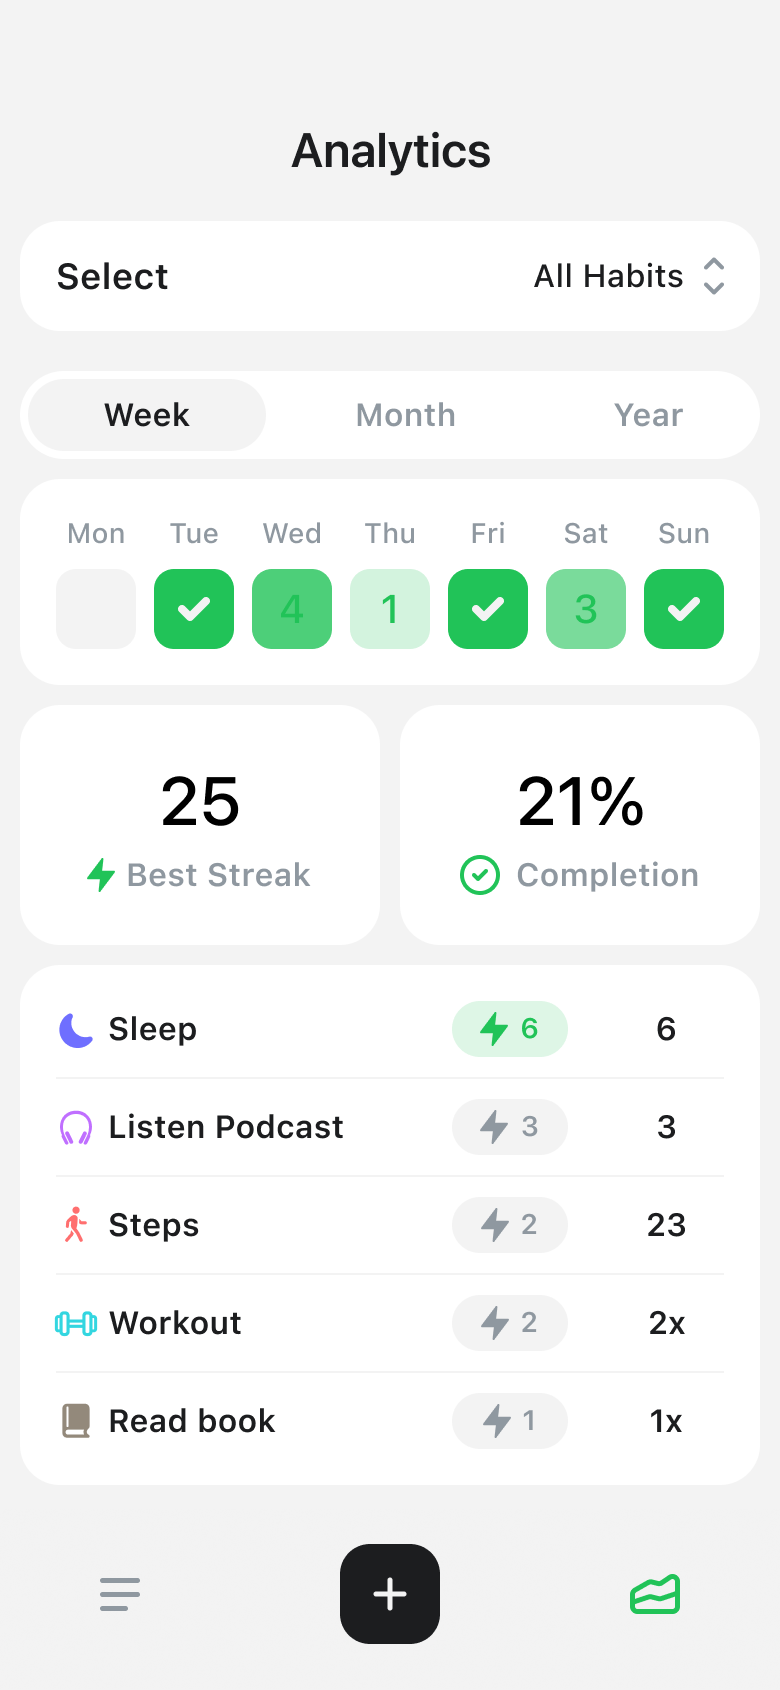 Analytics
Select All Habits
Week Month Year
Mon Tue Wed Thu Fri Sat Sun
4 1 3
25 21%
Best Streak Completion
Sleep 6 6
Listen Podcast 3 3
Steps 2 23
Workout 2 2x
Read book 1 1x